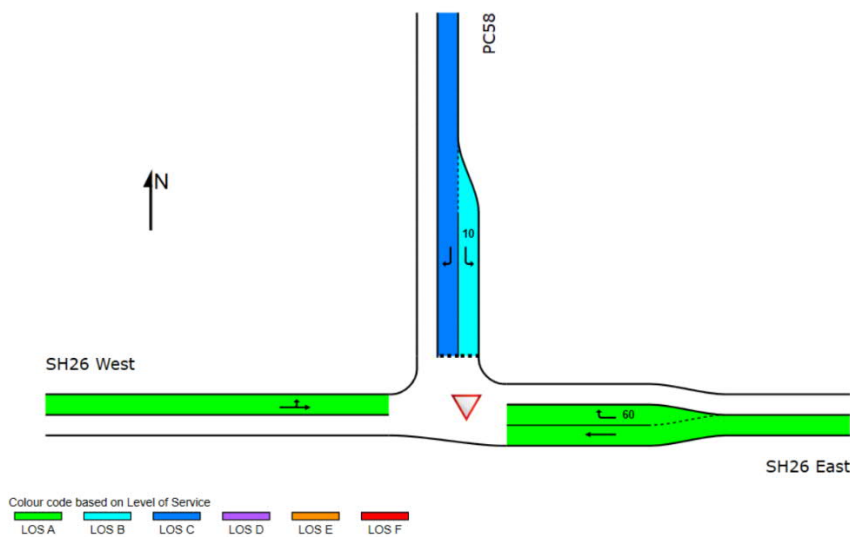 PC58
N
10
SH26 West
60
SH26 East
Colour code based on Level of Service
LOS A LOS B LOS C LOS D LOS E LOS F